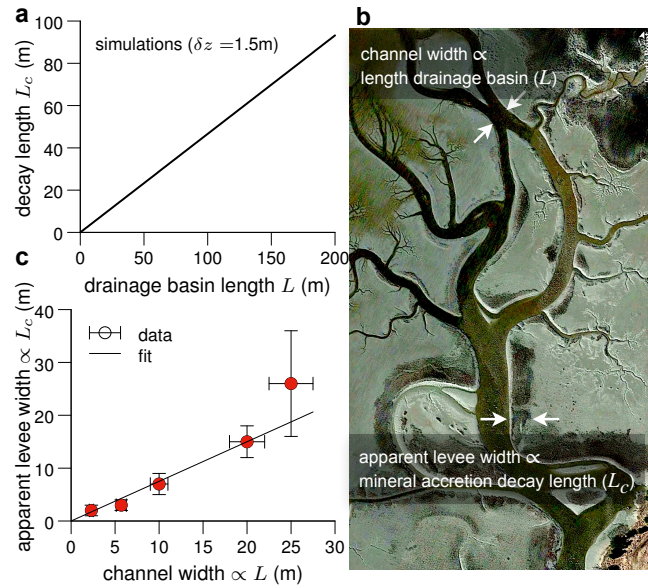 a
simulations (δz =1.5m)
decay length L_c (m)
100
80
60
40
20
0
0 50 100 150 200
drainage basin length L (m)
b
channel width ∝
length drainage basin (L)
apparent levee width ∝
mineral accretion decay length (L_c)
c
data
fit
apparent levee width ∝ L_c (m)
40
30
20
10
0
0 5 10 15 20 25 30
channel width ∝ L (m)